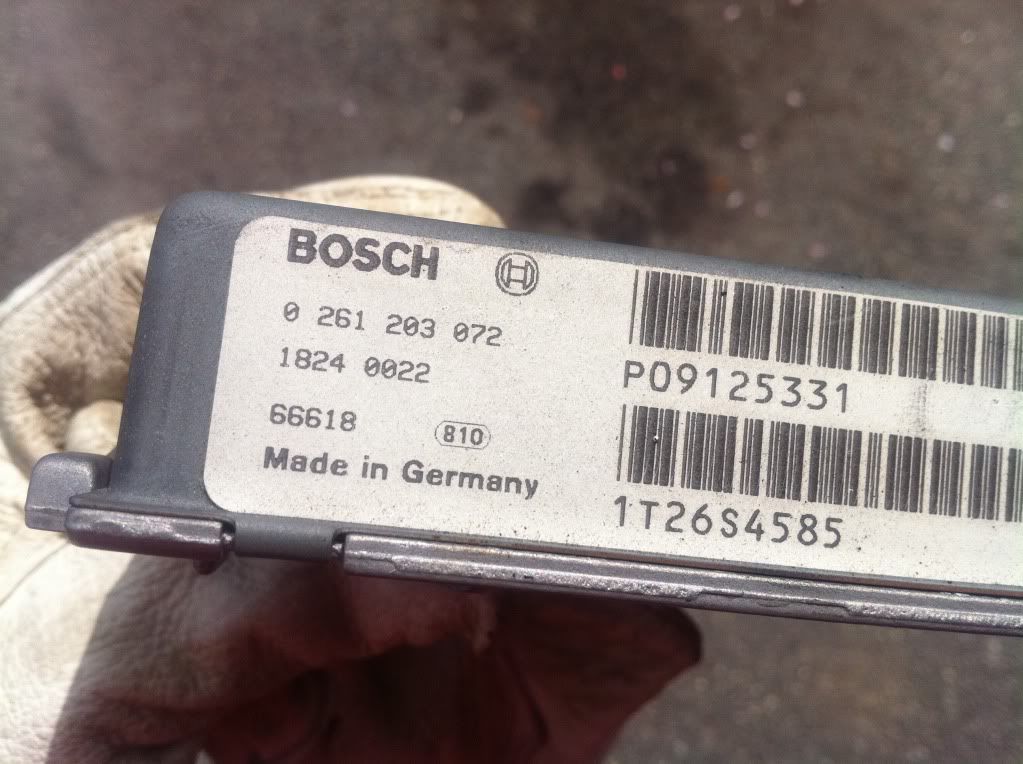 BOSCH
0 261 203 072
1824 0022
66618 810
Made in Germany
P09125331
1T26S4585